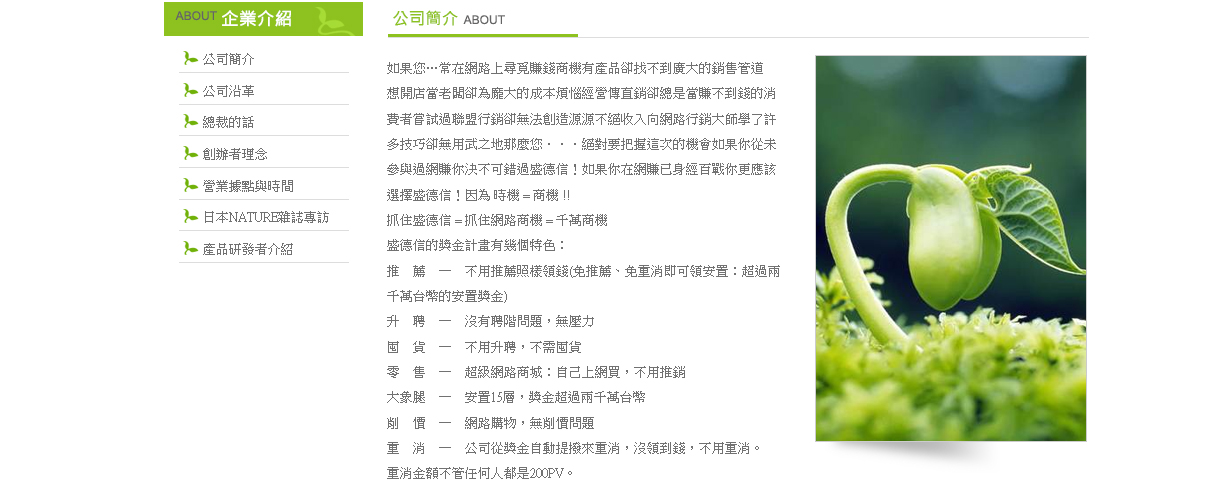 ABOUT 企業介紹
公司簡介
公司沿革
總裁的話
創辦者理念
營業據點與時間
日本NATURE雜誌專訪
產品研發者介紹
公司簡介 ABOUT
如果您…常在網路上尋覓賺錢商機有產品卻找不到廣大的銷售管道
想開店當老闆卻為龐大的成本煩惱經營傳直銷卻總是當賺不到錢的消
費者嘗試過聯盟行銷卻無法創造源源不絕收入向網路行銷大師學了許
多技巧卻無用武之地那麼您．．．絕對要把握這次的機會如果你從未
參與過網賺你決不可錯過盛德信！如果你在網賺已身經百戰你更應該
選擇盛德信！因為 時機＝商機 !!
抓住盛德信＝抓住網路商機＝千萬商機
盛德信的獎金計畫有幾個特色：
推　薦　—　不用推薦照樣領錢(免推薦、免重消即可領安置：超過兩
千萬台幣的安置獎金)
升　聘　—　沒有聘階問題，無壓力
囤　貨　—　不用升聘，不需囤貨
零　售　—　超級網路商城：自己上網買，不用推銷
大象腿　—　安置15層，獎金超過兩千萬台幣
削　價　—　網路購物，無削價問題
重　消　—　公司從獎金自動提撥來重消，沒領到錢，不用重消。
重消金額不管任何人都是200PV。